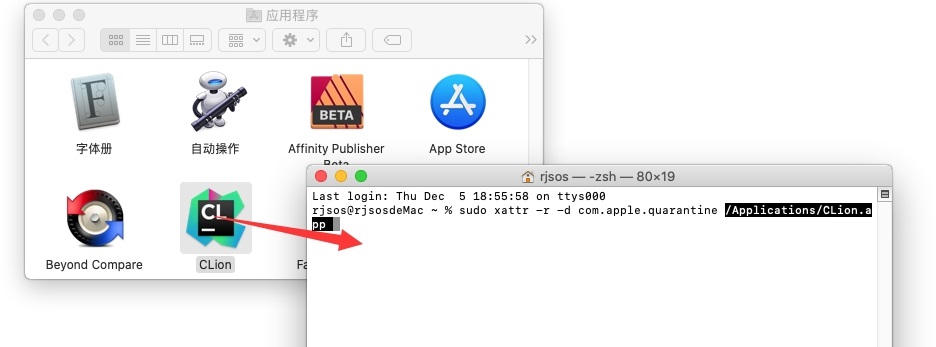 应用程序
F
BETA
字体册
自动操作
Affinity Publisher
Beta
App Store
CL
Beyond Compare
CLion
Fa
rjsos — -zsh — 80×19
Last login: Thu Dec  5 18:55:58 on ttys000
rjsos@rjsosdeMac ~ % sudo xattr -r -d com.apple.quarantine /Applications/CLion.a
pp